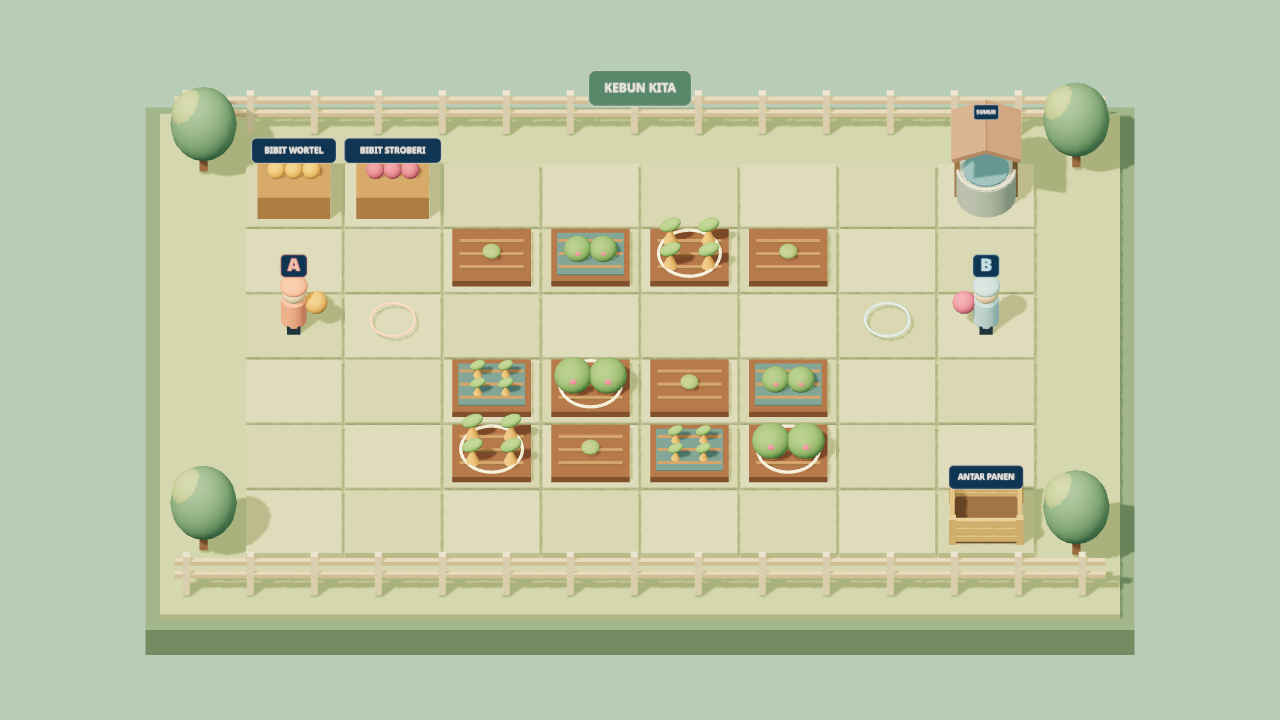 KEBUN KITA
SUMUR
BIBIT WORTEL
BIBIT STROBERI
A
B
ANTAR PANEN